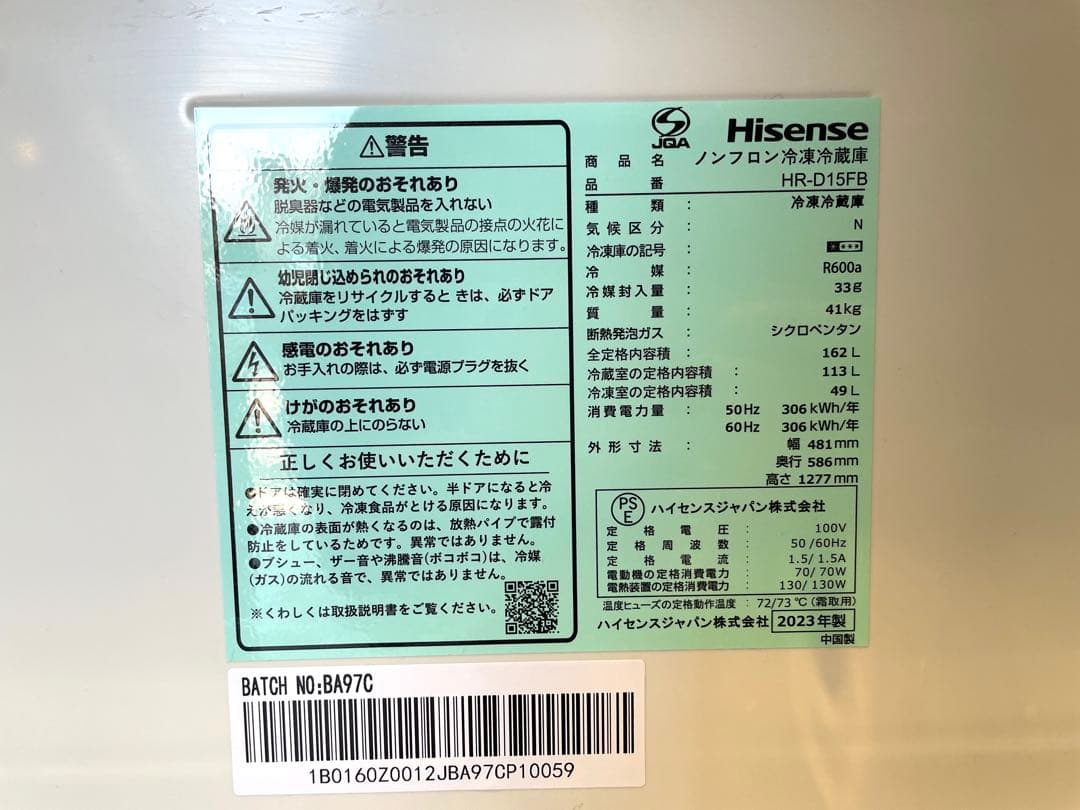 ⚠警告
発火・爆発のおそれあり
脱臭器などの電気製品を入れない
冷媒が漏れていると電気製品の接点の火花に
よる着火、着火による爆発の原因になります。
幼児閉じ込められのおそれあり
冷蔵庫をリサイクルすると きは、必ずドア
パッキングをはずす
感電のおそれあり
お手入れの際は、必ず電源プラグを抜く
けがのおそれあり
冷蔵庫の上にのらない
正しくお使いいただくために
●ドアは確実に閉めてください。半ドアになると冷
えが悪くなり、冷凍食品がとける原因になります。
●冷蔵庫の表面が熱くなるのは、放熱パイプで露付
防止をしているためです。異常ではありません。
●プシュー、ザー音や沸騰音(ボコボコ)は、冷媒
(ガス)の流れる音で、異常ではありません。
※くわしくは取扱説明書をご覧ください。
JQA
Hisense
商品名 ノンフロン冷凍冷蔵庫
品番 HR-D15FB
種類： 冷凍冷蔵庫
気候区分： N
冷凍庫の記号：
冷媒： R600a
冷媒封入量： 33g
質量： 41kg
断熱発泡ガス： シクロペンタン
全定格内容積： 162 L
冷蔵室の定格内容積： 113 L
冷凍室の定格内容積： 49 L
消費電力量： 50Hz 306 kWh/年
60Hz 306 kWh/年
外形寸法： 幅 481mm
奥行 586mm
高さ 1277mm
PS
E
ハイセンスジャパン株式会社
定格電圧： 100V
定格周波数： 50/60Hz
定格電流： 1.5/1.5A
電動機の定格消費電力： 70/70W
電熱装置の定格消費電力： 130/130W
温度ヒューズの定格動作温度：72/73℃(霜取用)
ハイセンスジャパン株式会社 2023年製
中国製
BATCH NO:BA97C
1B0160Z0012JBA97CP10059